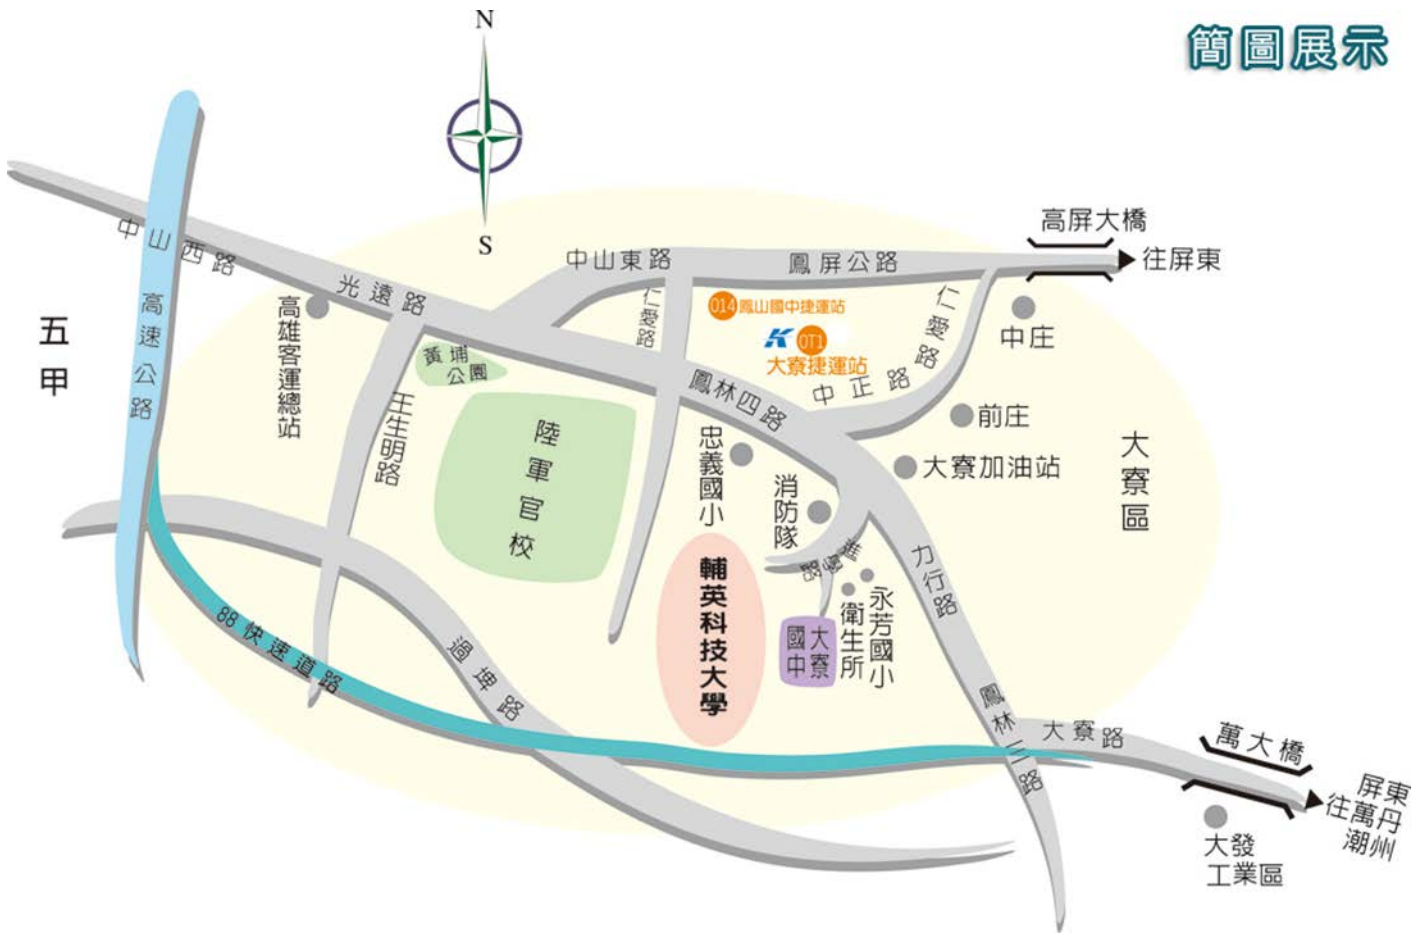 簡圖展示
N
S
中山西路
高速公路
五甲
高雄客運總站
光遠路
中山東路
鳳屏公路
高屏大橋
往屏東
仁愛路
014鳳山國中捷運站
OT1
大寮捷運站
仁愛路
中正路
中庄
前庄
大寮加油站
大寮區
黃埔
公園
王生明路
陸軍官校
鳳林四路
忠義國小
消防隊
輔英科技大學
大寮
國中
衛生所
永芳國小
力行路
鳳林三路
88快速道路
過埤路
大寮路
萬大橋
屏東
往萬丹
潮州
大發
工業區